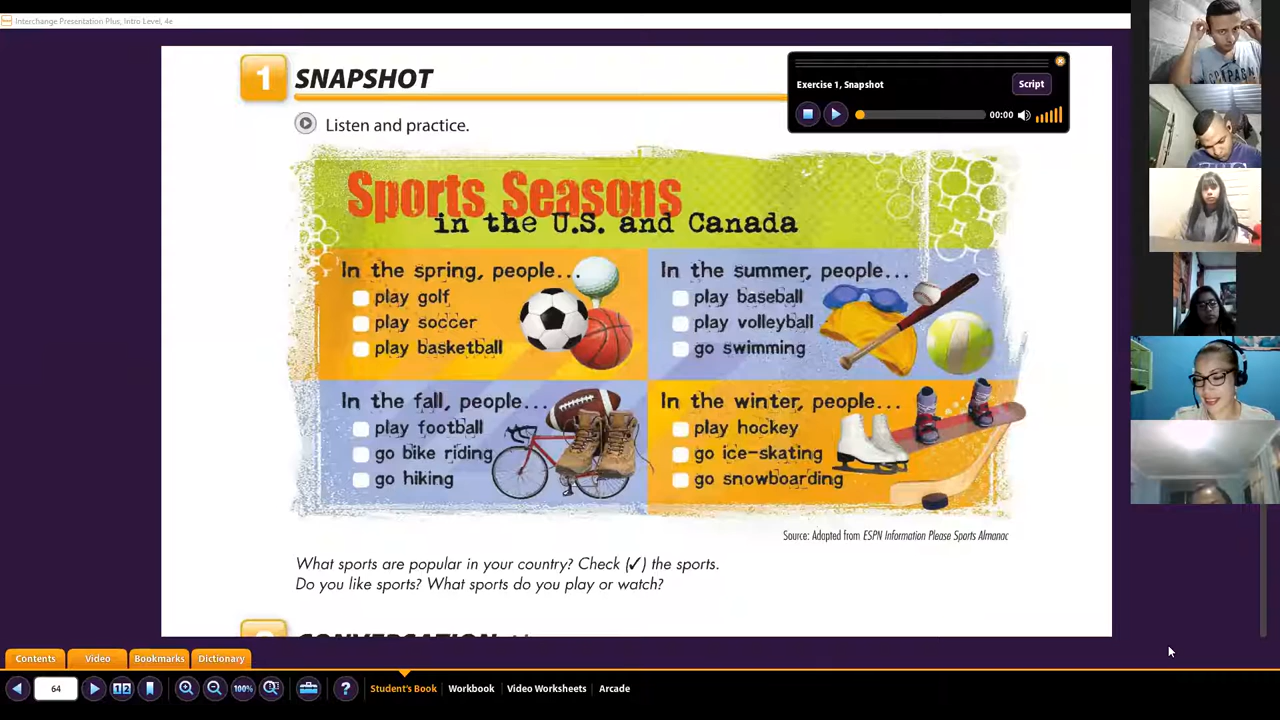 Interchange Presentation Plus, Intro Level, 4e
1 SNAPSHOT
Exercise 1, Snapshot
Script
00:00
Listen and practice.
Sports Seasons
in the U.S. and Canada
In the spring, people...
play golf
play soccer
play basketball
In the summer, people...
play baseball
play volleyball
go swimming
In the fall, people...
play football
go bike riding
go hiking
In the winter, people...
play hockey
go ice-skating
go snowboarding
Source: Adapted from ESPN Information Please Sports Almanac
What sports are popular in your country? Check (✓) the sports.
Do you like sports? What sports do you play or watch?
CONVERSATION
Contents Video Bookmarks Dictionary
64 1 2 100% ? Student's Book Workbook Video Worksheets Arcade